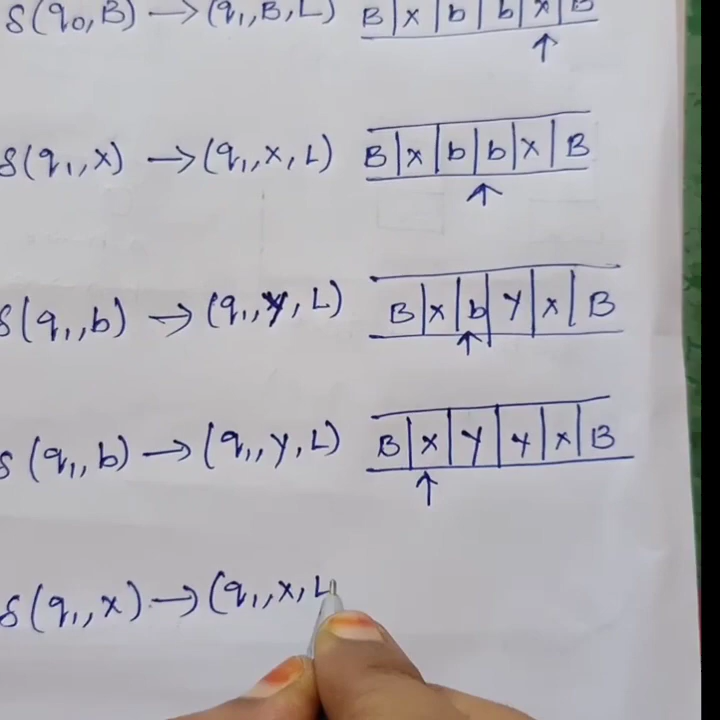 δ(q₀, B) → (q₁, B, L) B | x | b | b | x | B
↑
δ(q₁, x) → (q₁, x, L) B | x | b | b | x | B
↑
δ(q₁, b) → (q₁, y, L) B | x | b | y | x | B
↑
δ(q₁, b) → (q₁, y, L) B | x | y | y | x | B
↑
δ(q₁, x) → (q₁, x, L